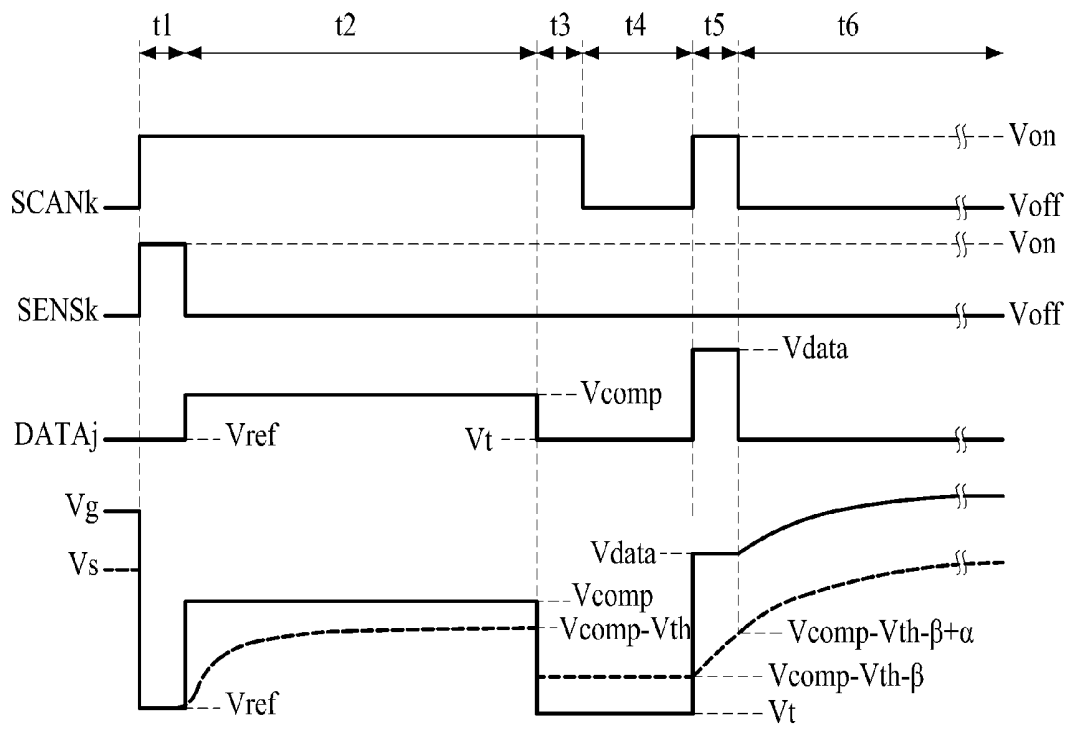 t1 t2 t3 t4 t5 t6
SCANk
Von
Voff
SENSk
Von
Voff
DATAj
Vdata
Vcomp
Vref
Vt
Vg
Vs
Vdata
Vcomp
Vcomp-Vth
Vcomp-Vth-β+α
Vcomp-Vth-β
Vref
Vt